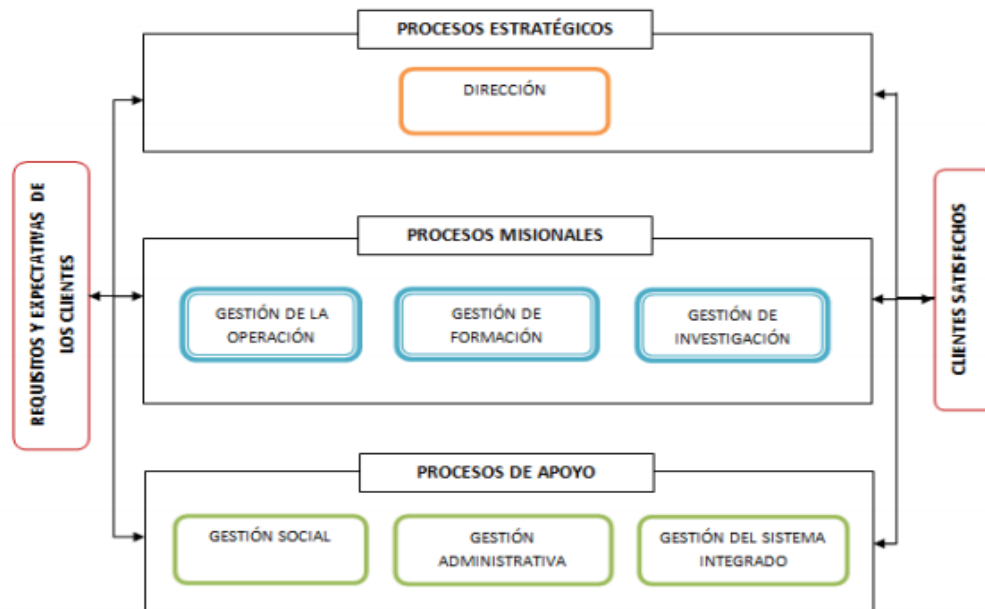 PROCESOS ESTRATÉGICOS
DIRECCIÓN
REQUISITOS Y EXPECTATIVAS DE
LOS CLIENTES
PROCESOS MISIONALES
GESTIÓN DE LA
OPERACIÓN
GESTIÓN DE
FORMACIÓN
GESTIÓN DE
INVESTIGACIÓN
CLIENTES SATISFECHOS
PROCESOS DE APOYO
GESTIÓN SOCIAL
GESTIÓN
ADMINISTRATIVA
GESTIÓN DEL SISTEMA
INTEGRADO